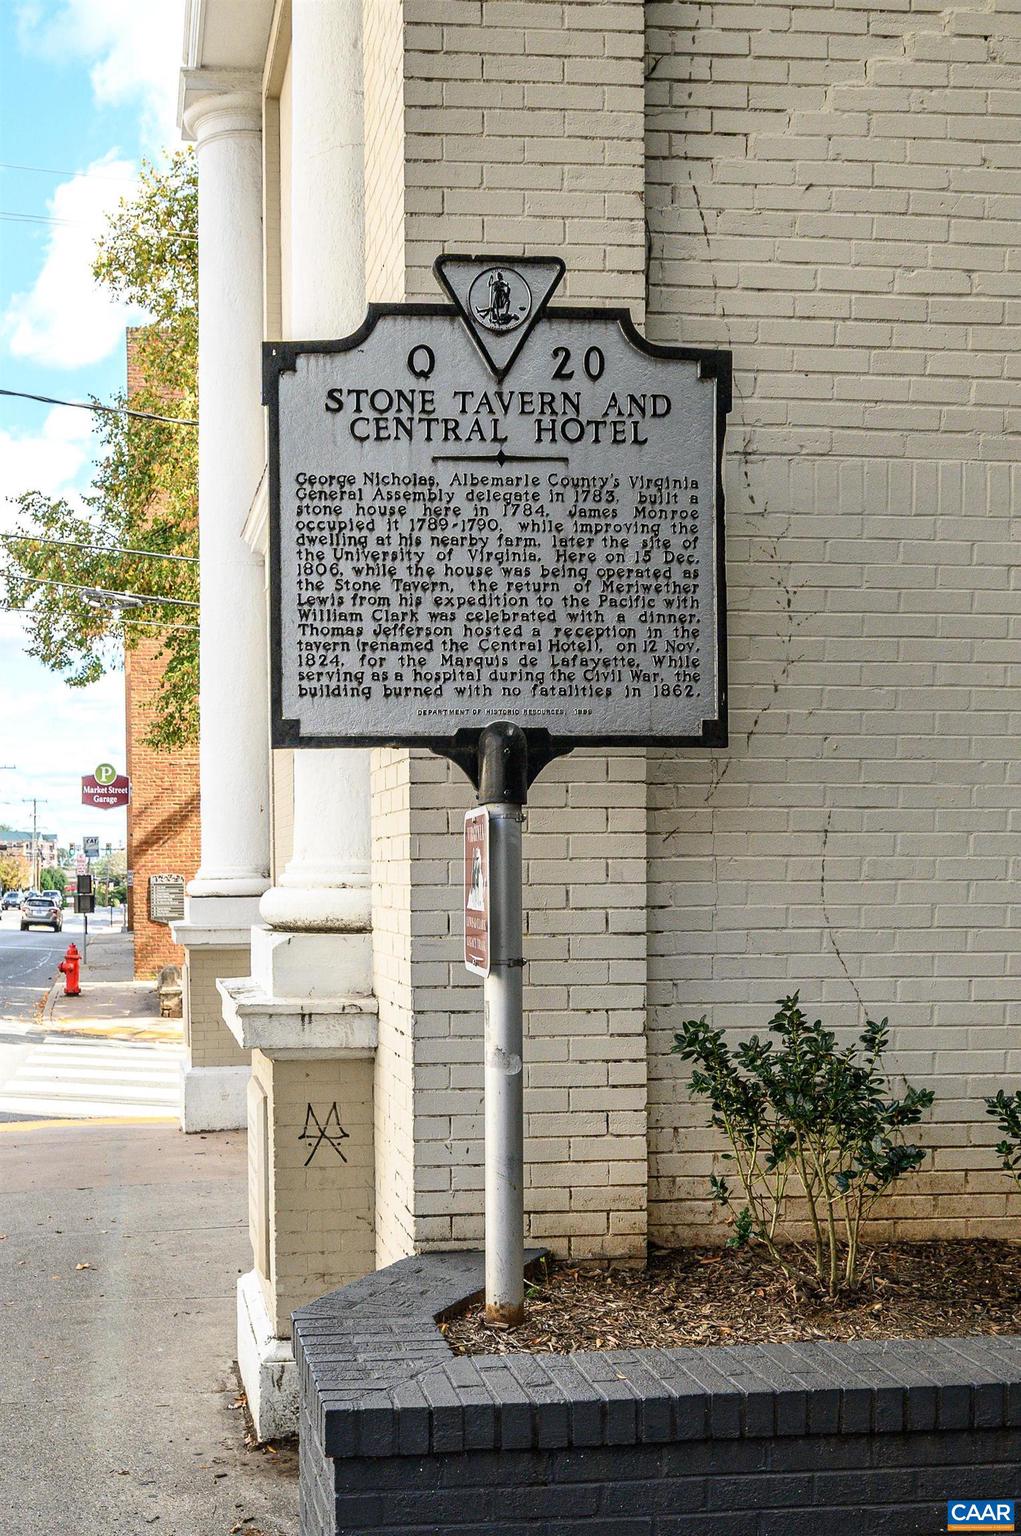 Q 20
STONE TAVERN AND
CENTRAL HOTEL
George Nicholas, Albemarle County's Virginia
General Assembly delegate in 1783, built a
stone house here in 1784. James Monroe
occupied it 1789-1790, while improving the
dwelling at his nearby farm, later the site of
the University of Virginia. Here on 15 Dec.
1806, while the house was being operated as
the Stone Tavern, the return of Meriwether
Lewis from his expedition to the Pacific with
William Clark was celebrated with a dinner.
Thomas Jefferson hosted a reception in the
tavern (renamed the Central Hotel), on 12 Nov.
1824, for the Marquis de Lafayette. While
serving as a hospital during the Civil War, the
building burned with no fatalities in 1862.
DEPARTMENT OF HISTORIC RESOURCES,
P
Market Street
Garage
CAT
CAAR